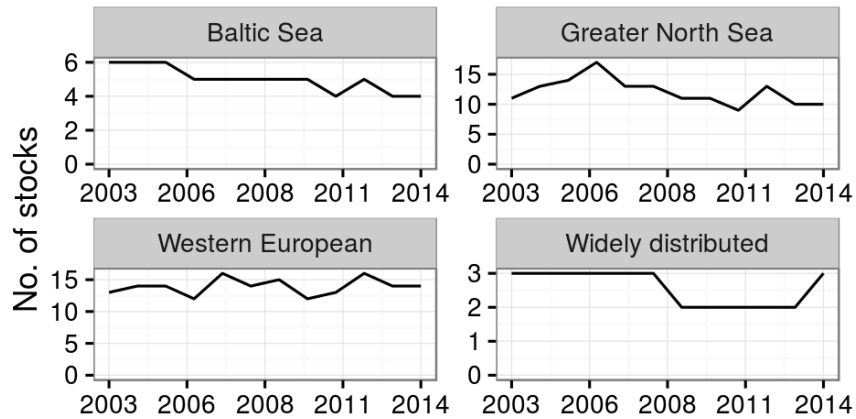 No. of stocks
Baltic Sea
6
4
2
0
2003 2006 2008 2011 2014
Greater North Sea
15
10
5
0
2003 2006 2008 2011 2014
Western European
15
10
5
0
2003 2006 2008 2011 2014
Widely distributed
3
2
1
0
2003 2006 2008 2011 2014